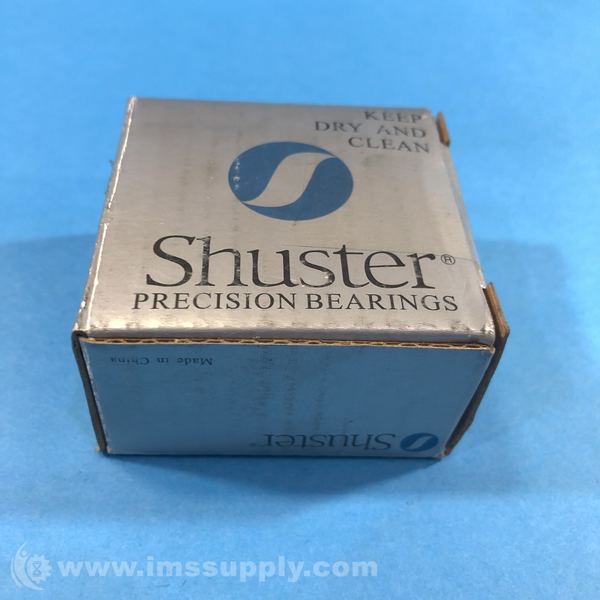 KEEP
DRY AND
CLEAN
Shuster®
PRECISION BEARINGS
Made in China
Shuster®
www.imssupply.com